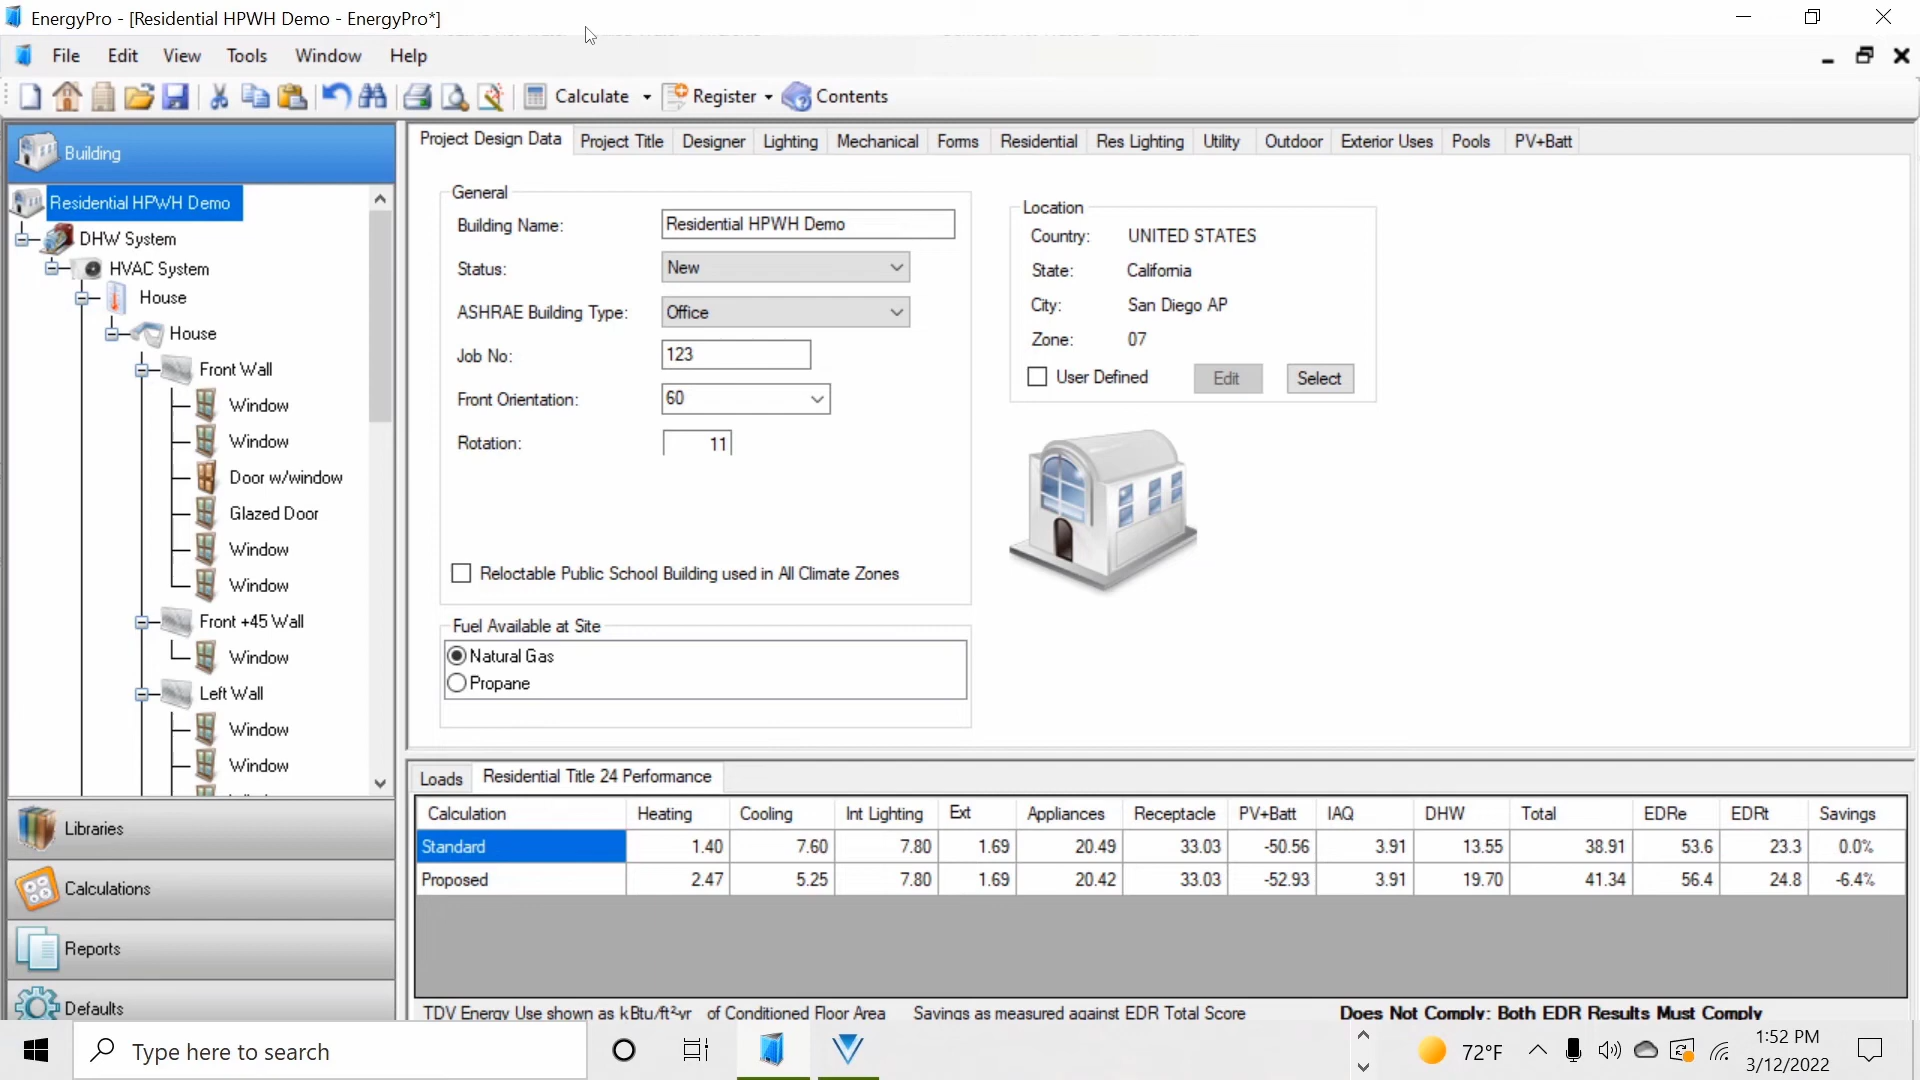 EnergyPro - [Residential HPWH Demo - EnergyPro*]
File Edit View Tools Window Help
Calculate Register Contents
Building
Residential HPWH Demo
DHW System
HVAC System
House
House
Front Wall
Window
Window
Door w/window
Glazed Door
Window
Window
Front +45 Wall
Window
Left Wall
Window
Window
Libraries
Calculations
Reports
Defaults
Project Design Data Project Title Designer Lighting Mechanical Forms Residential Res Lighting Utility Outdoor Exterior Uses Pools PV+Batt
General
Building Name: Residential HPWH Demo
Status: New
ASHRAE Building Type: Office
Job No: 123
Front Orientation: 60
Rotation: 11
Reloctable Public School Building used in All Climate Zones
Fuel Available at Site
Natural Gas
Propane
Location
Country: UNITED STATES
State: California
City: San Diego AP
Zone: 07
User Defined Edit Select
Loads Residential Title 24 Performance
Calculation Heating Cooling Int Lighting Ext Appliances Receptacle PV+Batt IAQ DHW Total EDRe EDRt Savings
Standard 1.40 7.60 7.80 1.69 20.49 33.03 -50.56 3.91 13.55 38.91 53.6 23.3 0.0%
Proposed 2.47 5.25 7.80 1.69 20.42 33.03 -52.93 3.91 19.70 41.34 56.4 24.8 -6.4%
TDV Energy Use shown as kBtu/ft²-yr of Conditioned Floor Area Savings as measured against EDR Total Score Does Not Comply: Both EDR Results Must Comply
Type here to search
72°F
1:52 PM
3/12/2022